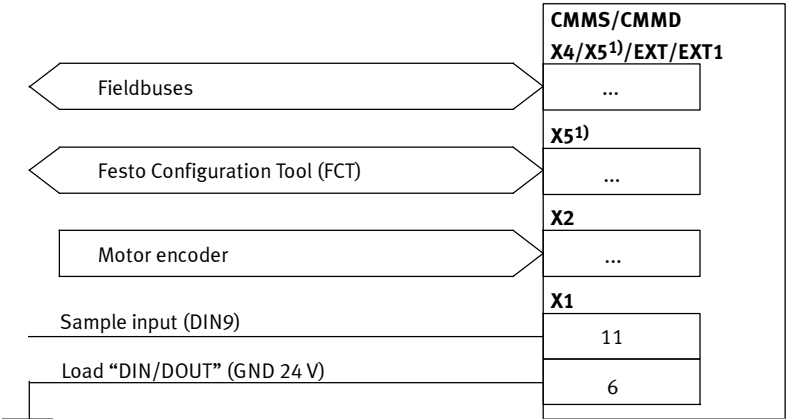 CMMS/CMMD
X4/X5¹⁾/EXT/EXT1
Fieldbuses
...
X5¹⁾
Festo Configuration Tool (FCT)
...
X2
Motor encoder
...
X1
Sample input (DIN9)
11
Load “DIN/DOUT” (GND 24 V)
6